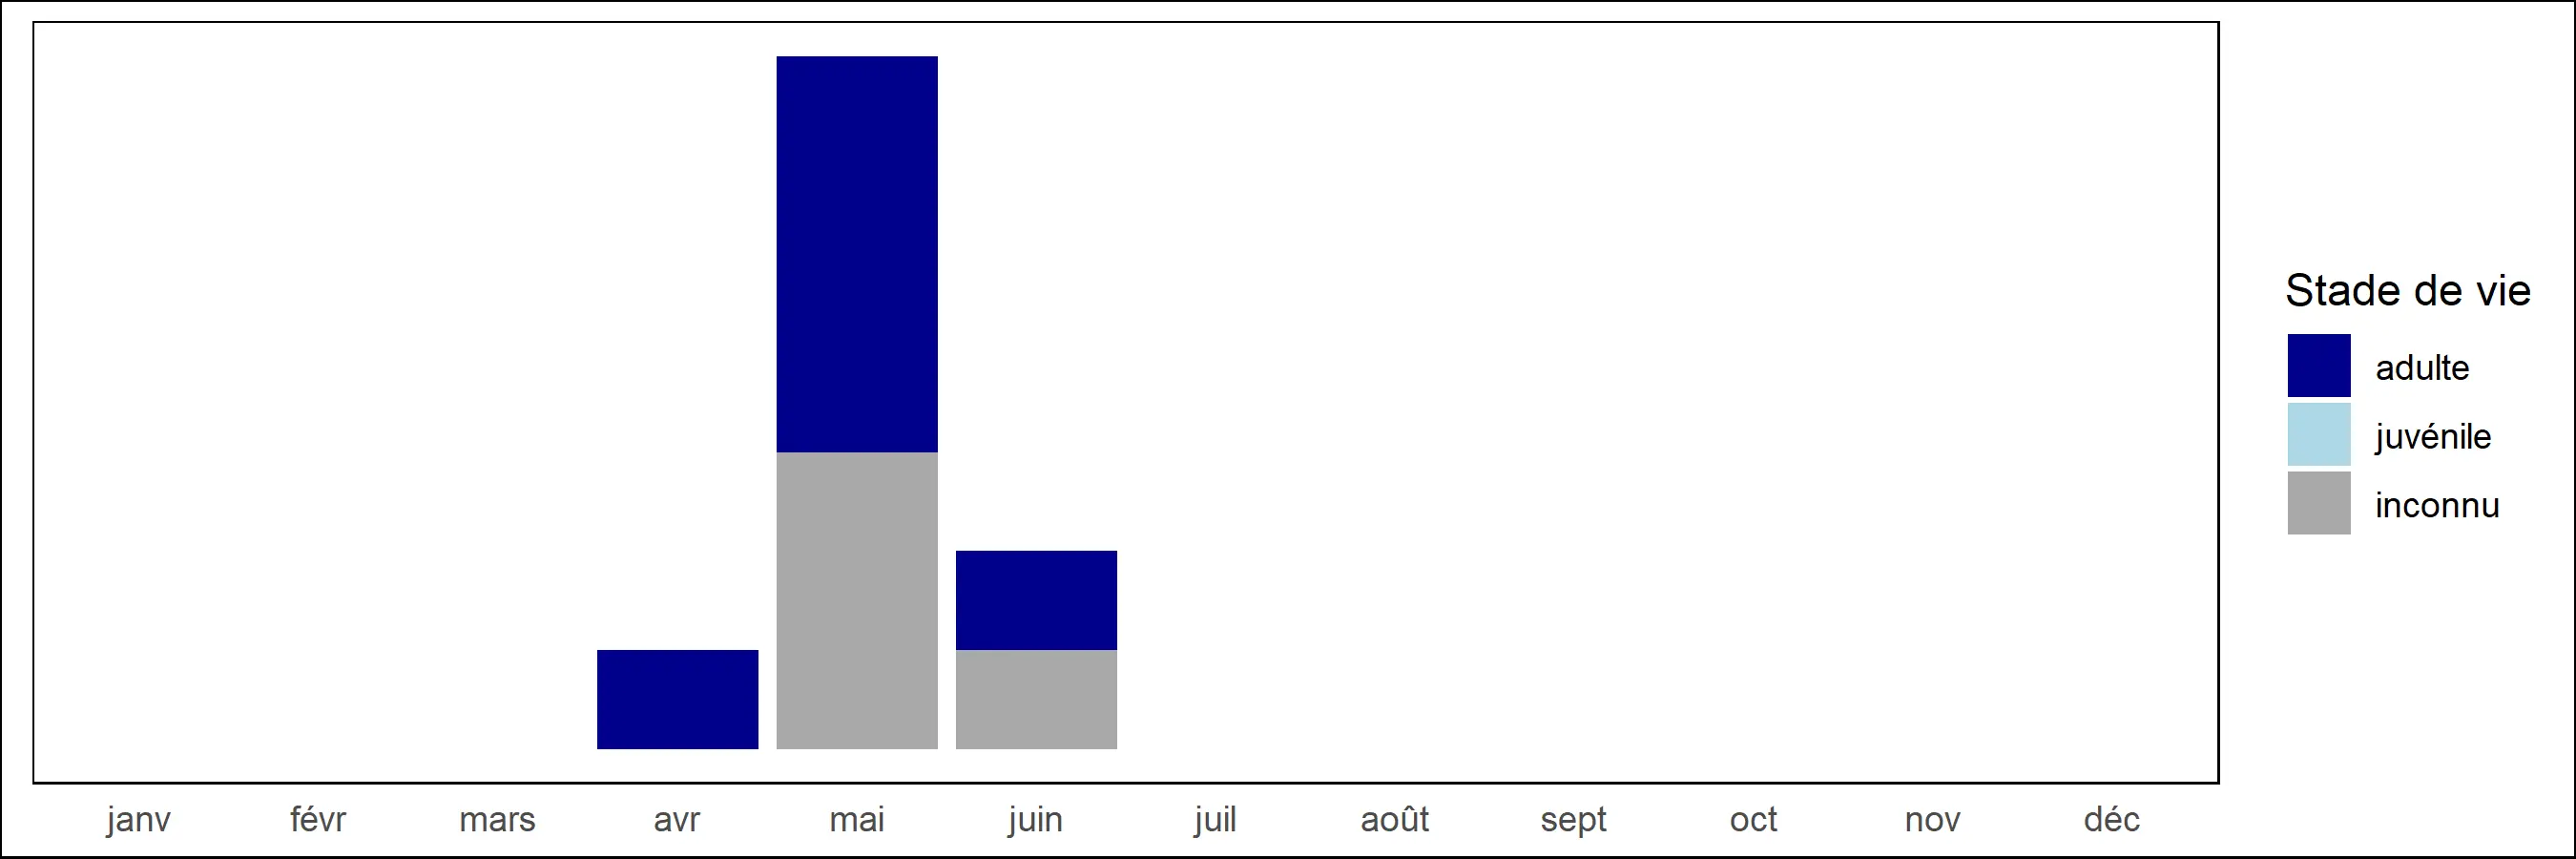 Stade de vie
adulte
juvénile
inconnu
janv févr mars avr mai juin juil août sept oct nov déc